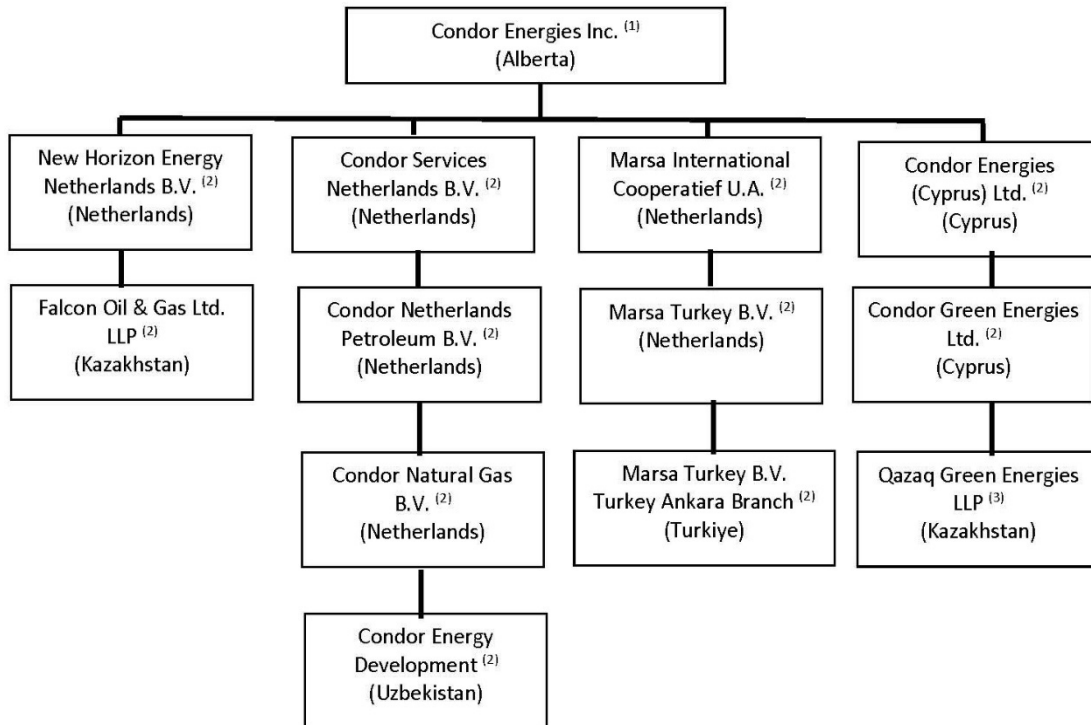 Condor Energies Inc. (1)
(Alberta)
New Horizon Energy
Netherlands B.V. (2)
(Netherlands)
Condor Services
Netherlands B.V. (2)
(Netherlands)
Marsa International
Cooperatief U.A. (2)
(Netherlands)
Condor Energies
(Cyprus) Ltd. (2)
(Cyprus)
Falcon Oil & Gas Ltd.
LLP (2)
(Kazakhstan)
Condor Netherlands
Petroleum B.V. (2)
(Netherlands)
Marsa Turkey B.V. (2)
(Netherlands)
Condor Green Energies
Ltd. (2)
(Cyprus)
Condor Natural Gas
B.V. (2)
(Netherlands)
Marsa Turkey B.V.
Turkey Ankara Branch (2)
(Turkiye)
Qazaq Green Energies
LLP (3)
(Kazakhstan)
Condor Energy
Development (2)
(Uzbekistan)